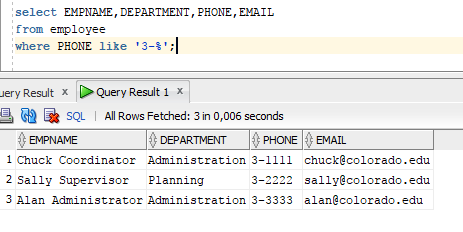 select EMPNAME,DEPARTMENT,PHONE,EMAIL
from employee
where PHONE like '3-%';
uery Result x Query Result 1 x
SQL | All Rows Fetched: 3 in 0,006 seconds
EMPNAME DEPARTMENT PHONE EMAIL
1 Chuck Coordinator Administration 3-1111 chuck@colorado.edu
2 Sally Supervisor Planning 3-2222 sally@colorado.edu
3 Alan Administrator Administration 3-3333 alan@colorado.edu